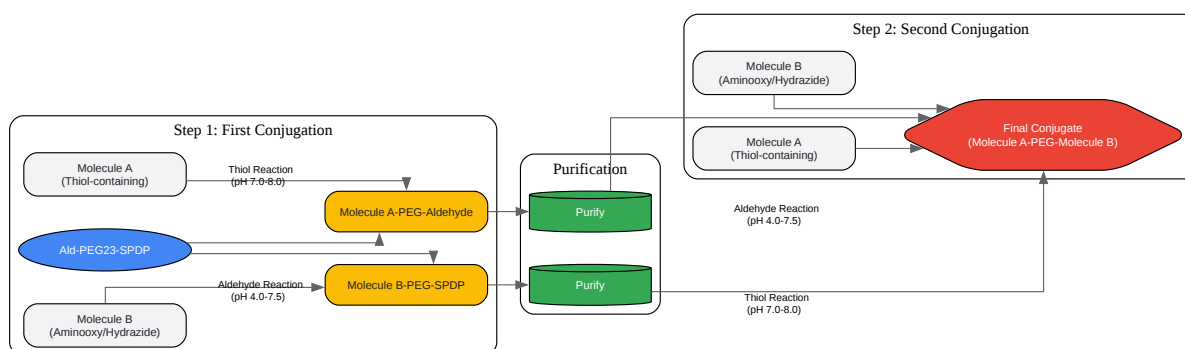 Step 2: Second Conjugation
Molecule B
(Aminooxy/Hydrazide)
Molecule A
(Thiol-containing)
Final Conjugate
(Molecule A-PEG-Molecule B)
Step 1: First Conjugation
Molecule A
(Thiol-containing)
Thiol Reaction
(pH 7.0-8.0)
Molecule A-PEG-Aldehyde
Ald-PEG23-SPDP
Aldehyde Reaction
(pH 4.0-7.5)
Molecule B-PEG-SPDP
Molecule B
(Aminooxy/Hydrazide)
Purification
Purify
Purify
Aldehyde Reaction
(pH 4.0-7.5)
Thiol Reaction
(pH 7.0-8.0)